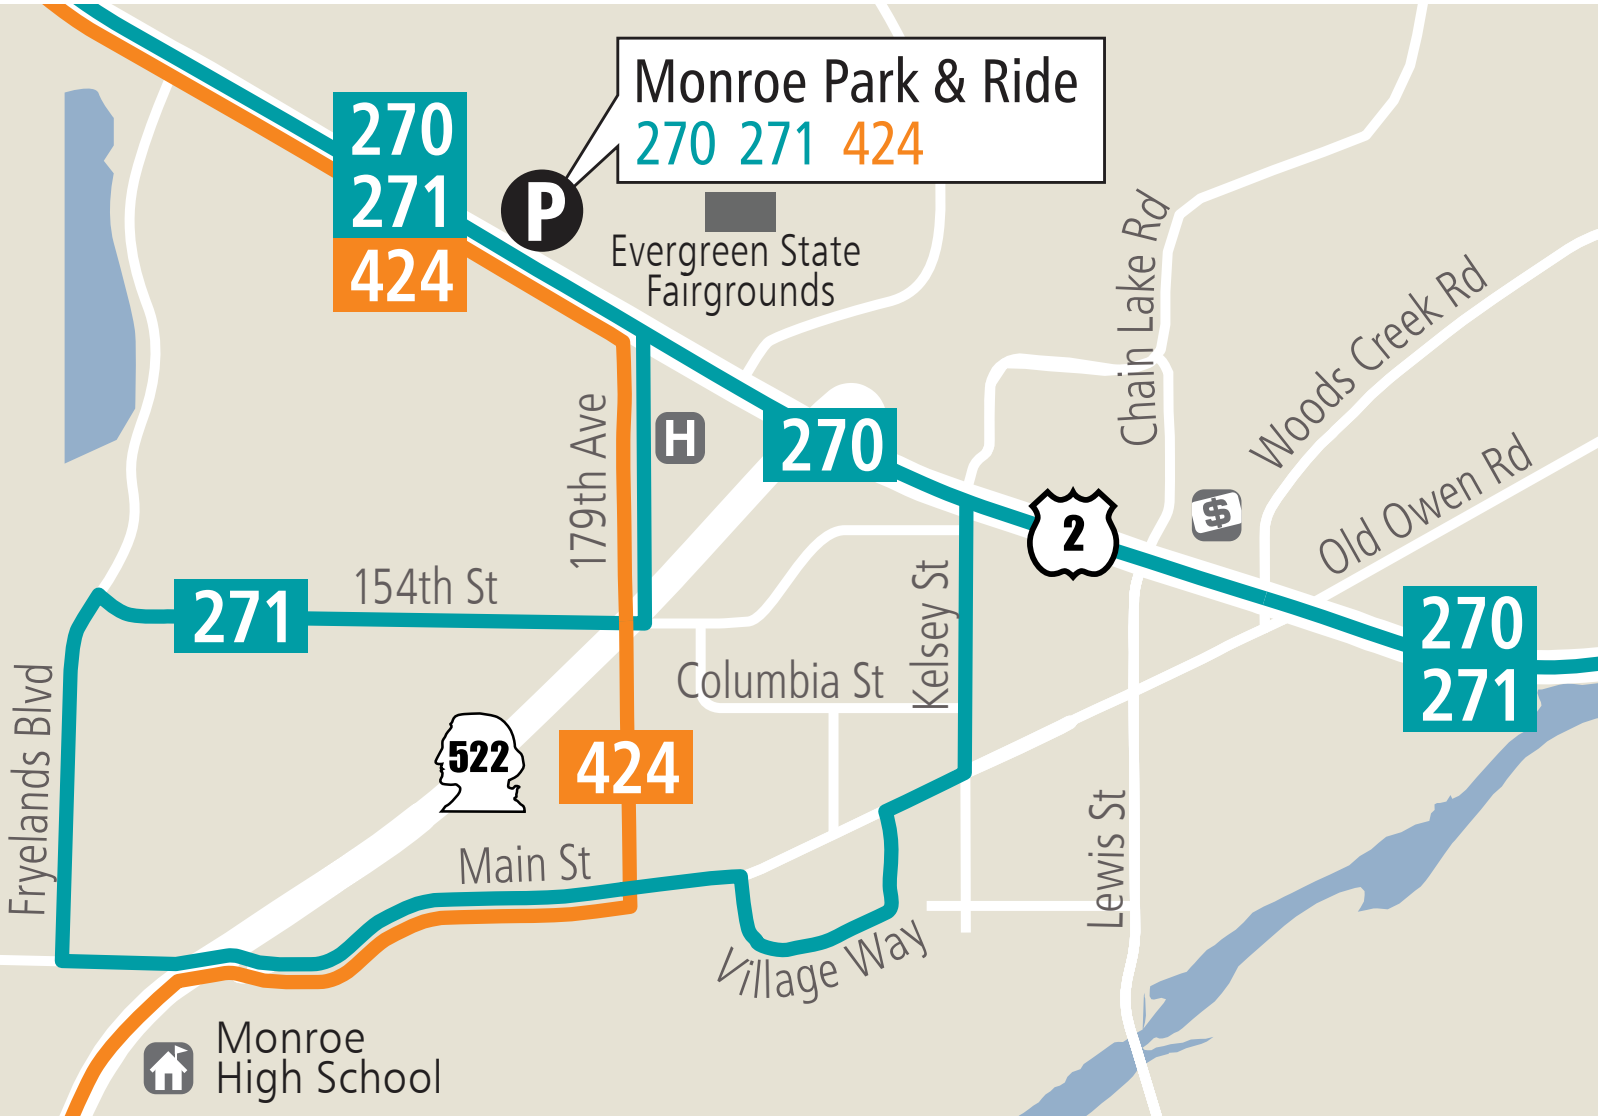 Monroe Park & Ride
270 271 424
270
271
424
P
Evergreen State
Fairgrounds
Chain Lake Rd
Woods Creek Rd
Old Owen Rd
179th Ave
H
270
2
$
154th St
271
Kelsey St
270
271
Columbia St
Fryelands Blvd
522
424
Main St
Lewis St
Village Way
Monroe
High School